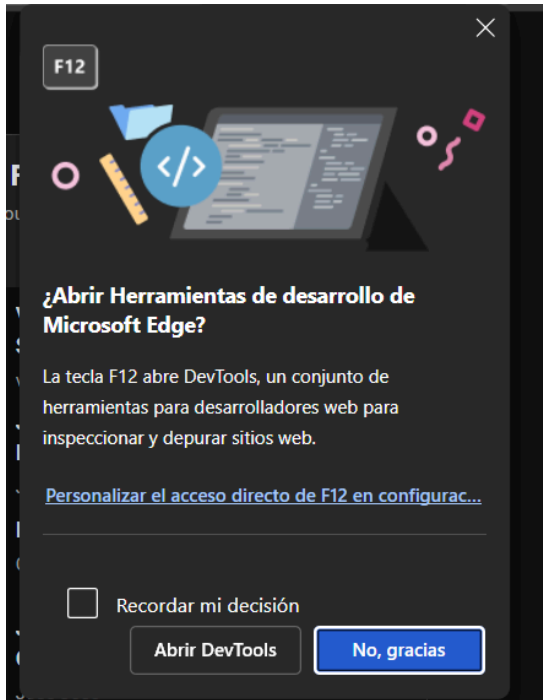 F12
</>
¿Abrir Herramientas de desarrollo de
Microsoft Edge?
La tecla F12 abre DevTools, un conjunto de
herramientas para desarrolladores web para
inspeccionar y depurar sitios web.
Personalizar el acceso directo de F12 en configurac...
Recordar mi decisión
Abrir DevTools
No, gracias